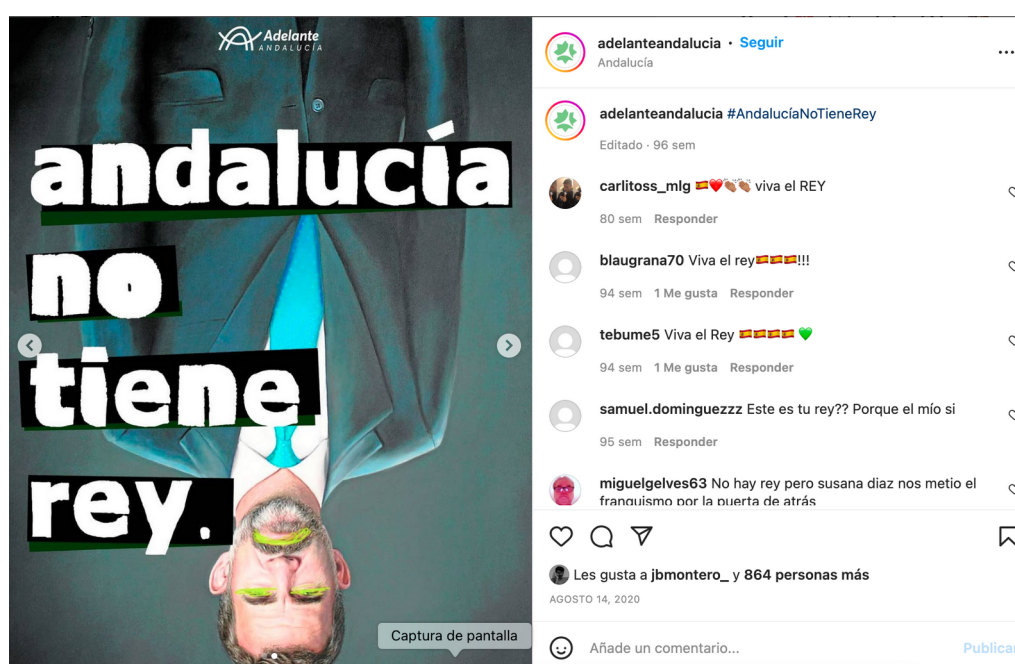 Adelante
ANDALUCÍA
andalucía
no
tiene
rey.
Captura de pantalla
adelanteandalucia • Seguir
Andalucía
adelanteandalucia #AndalucíaNoTieneRey
Editado · 96 sem
carlitoss_mlg 🇪🇸❤️👏🏽👏🏽 viva el REY
80 sem Responder
blaugrana70 Viva el rey🇪🇸🇪🇸🇪🇸!!!
94 sem 1 Me gusta Responder
tebume5 Viva el Rey 🇪🇸🇪🇸🇪🇸🇪🇸 💚
94 sem 1 Me gusta Responder
samuel.dominguezzz Este es tu rey?? Porque el mío si
95 sem Responder
miguelgelves63 No hay rey pero susana diaz nos metio el
franquismo por la puerta de atrás
Les gusta a jbmontero_ y 864 personas más
AGOSTO 14, 2020
Añade un comentario...
Publicar